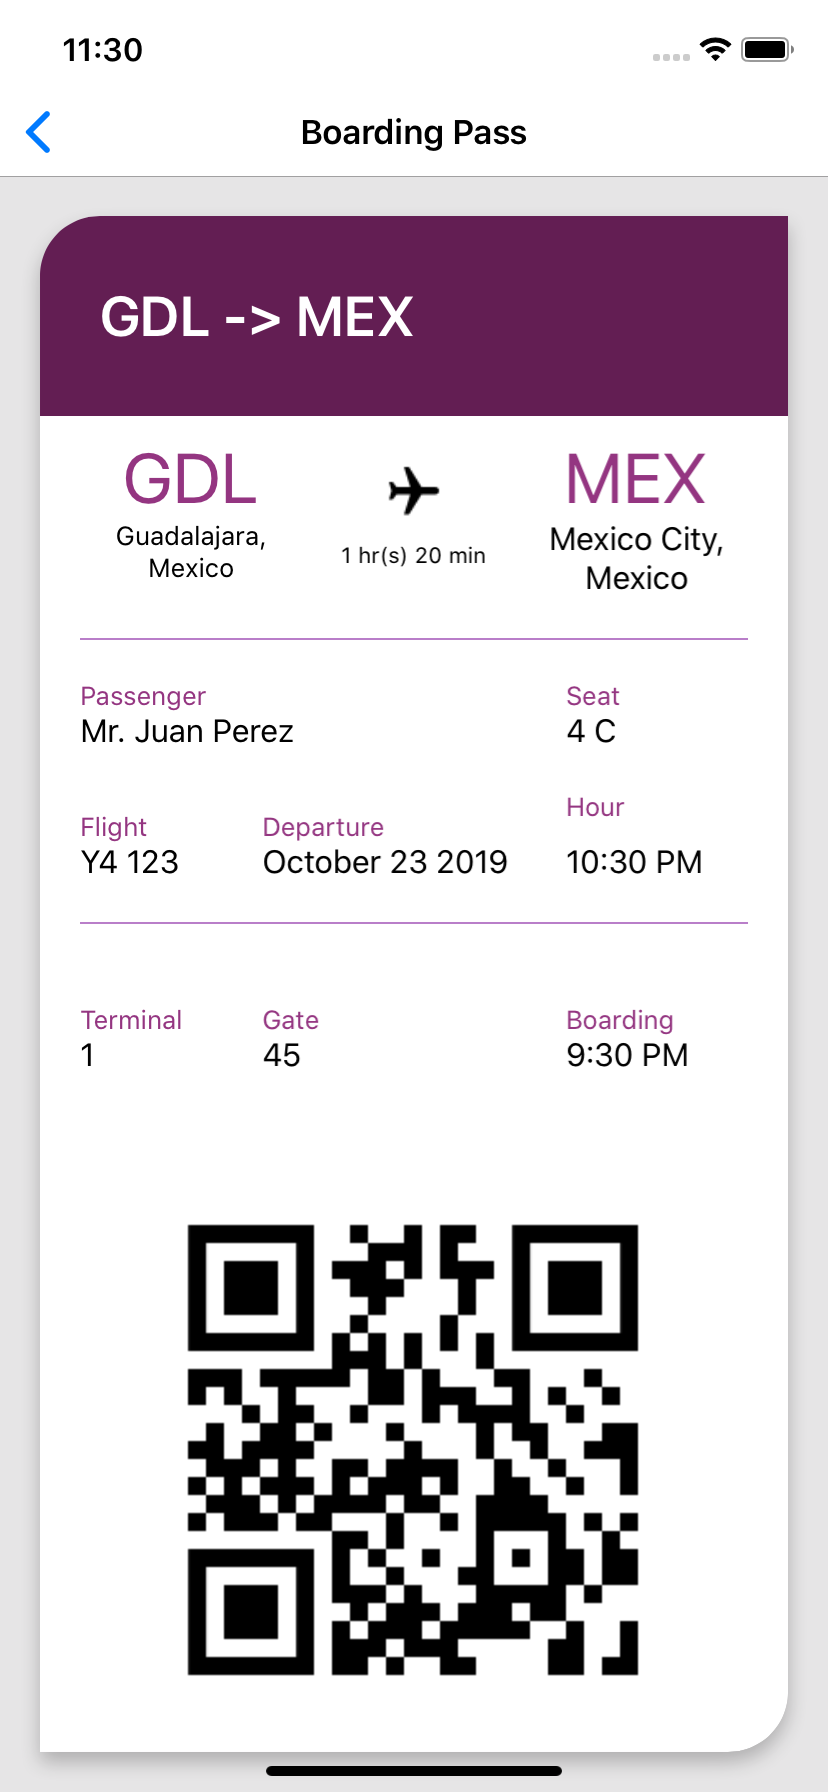 11:30
Boarding Pass
GDL -> MEX
GDL
Guadalajara,
Mexico
1 hr(s) 20 min
MEX
Mexico City,
Mexico
Passenger
Mr. Juan Perez
Seat
4 C
Flight
Y4 123
Departure
October 23 2019
Hour
10:30 PM
Terminal
1
Gate
45
Boarding
9:30 PM